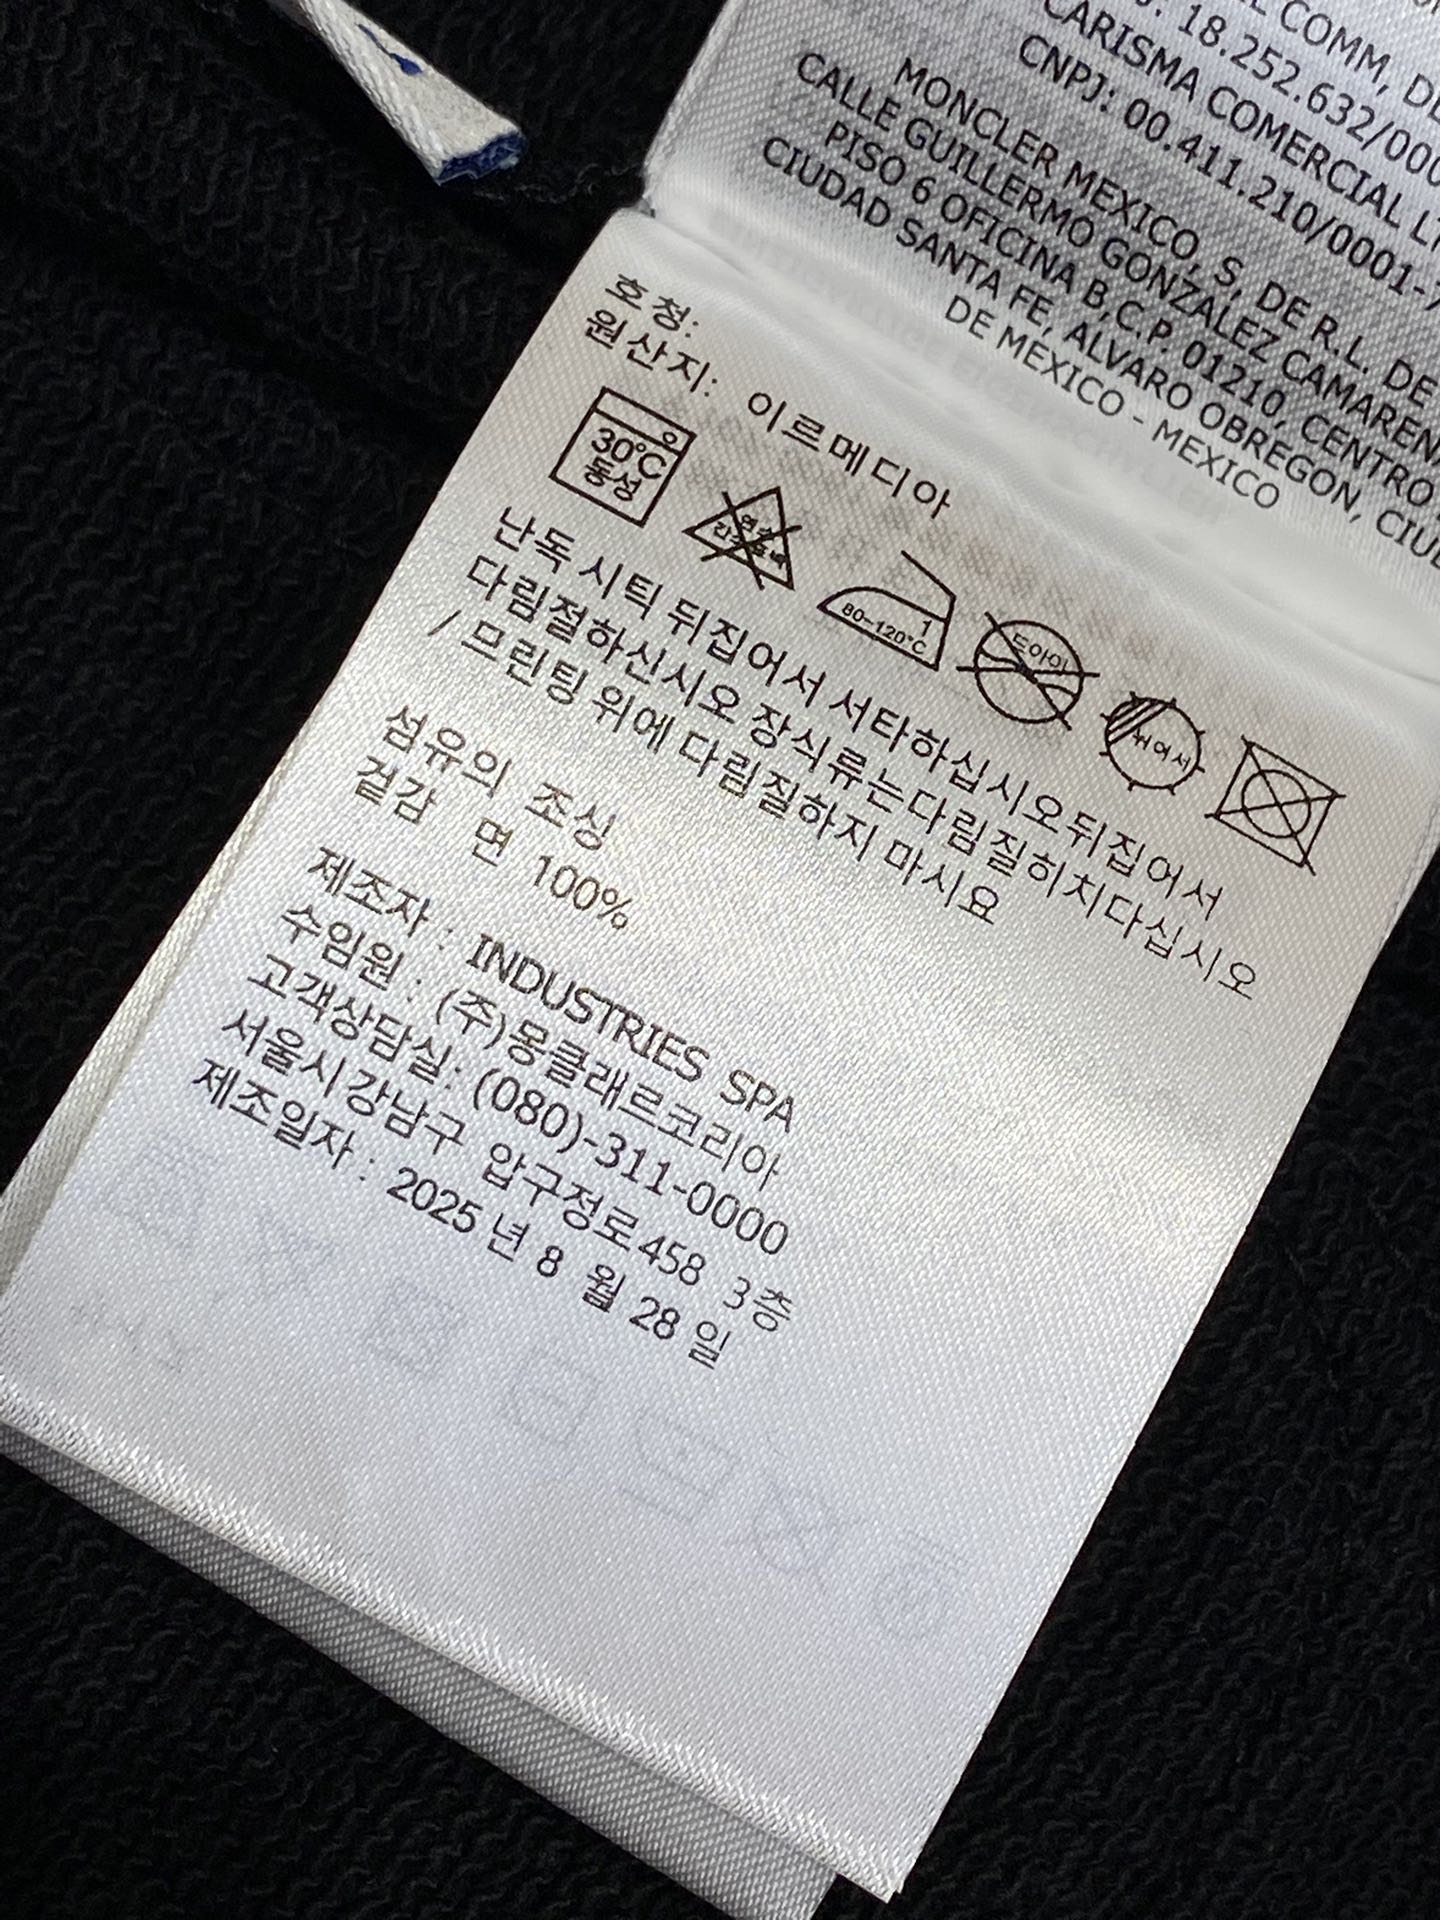 COMM, DE
18.252.632/000
CARISMA COMERCIAL LT
CNPJ: 00.411.210/0001-7
MONCLER MEXICO, S, DE R.L. DE
CALLE GUILLERMO GONZALEZ CAMAREN
PISO 6 OFICINA B,C.P. 01210, CENTRO
CIUDAD SANTA FE, ALVARO OBREGON, CIU
DE MEXICO - MEXICO
호청:
원산지: 이르메디아
30℃
80-120°C 1
난독 시틱 뒤집어서 서타하십시오뒤집어서
다림절하신시오 장식류는다림질히치다십시오
/ 므린팅 위에 다림질하지 마시요
섬유의 조싱
겉감 면 100%
제조자 : INDUSTRIES SPA
수임원 : (주)몽클래르코리아
고객상담실: (080)-311-0000
서울시강남구 압구정로458 3층
제조일자 : 2025 년 8 월 28 일